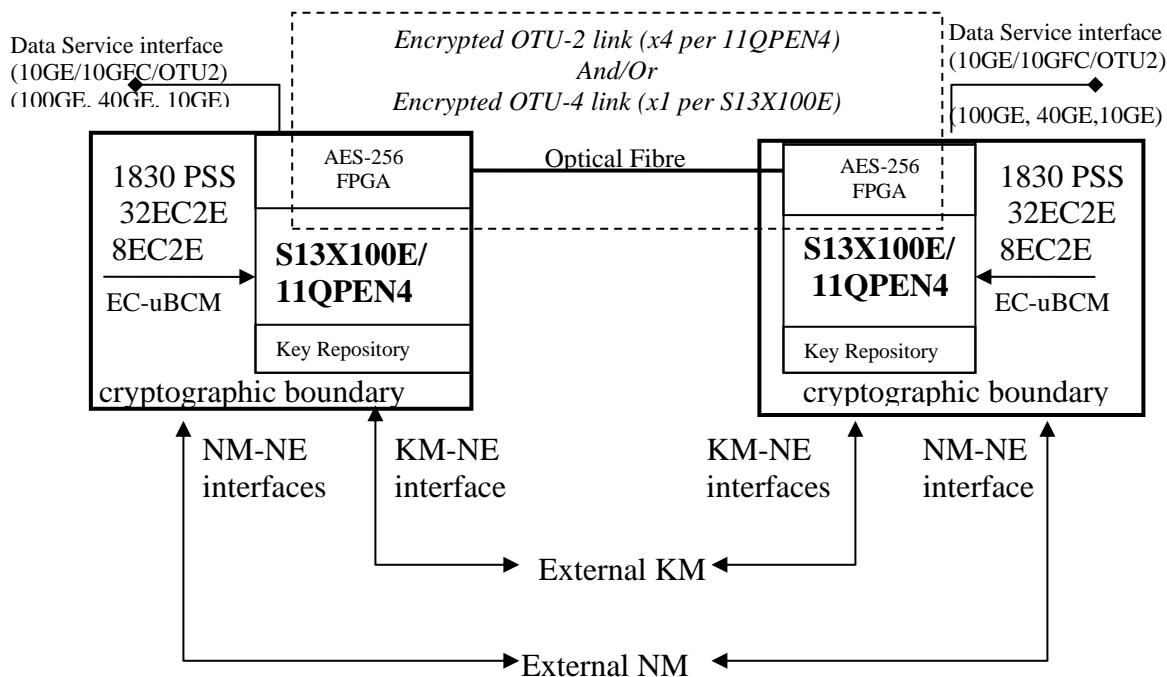 Data Service interface
(10GE/10GFC/OTU2)
(100GE, 40GE, 10GE)
Encrypted OTU-2 link (x4 per 11QPEN4)
And/Or
Encrypted OTU-4 link (x1 per S13X100E)
Data Service interface
(10GE/10GFC/OTU2)
(100GE, 40GE,10GE)
1830 PSS
32EC2E
8EC2E
EC-uBCM
AES-256
FPGA
S13X100E/
11QPEN4
Key Repository
cryptographic boundary
Optical Fibre
AES-256
FPGA
S13X100E/
11QPEN4
Key Repository
1830 PSS
32EC2E
8EC2E
EC-uBCM
cryptographic boundary
NM-NE
interfaces
KM-NE
interface
KM-NE
interfaces
NM-NE
interface
External KM
External NM